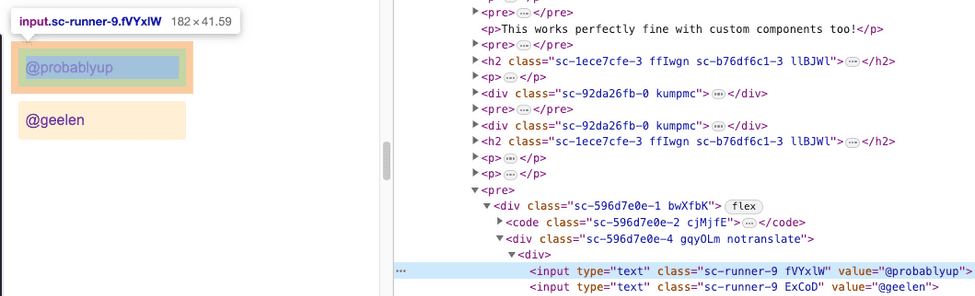 input.sc-runner-9.fVYxlW 182 × 41.59
@probablyup
@geelen
<pre>…</pre>
<p>This works perfectly fine with custom components too!</p>
<pre>…</pre>
<h2 class="sc-1ece7cfe-3 ffIwgn sc-b76df6c1-3 llBJWl">…</h2>
<p>…</p>
<div class="sc-92da26fb-0 kumpmc">…</div>
<pre>…</pre>
<div class="sc-92da26fb-0 kumpmc">…</div>
<h2 class="sc-1ece7cfe-3 ffIwgn sc-b76df6c1-3 llBJWl">…</h2>
<p>…</p>
<p>…</p>
<pre>
<div class="sc-596d7e0e-1 bwXfbK"> flex
<code class="sc-596d7e0e-2 cjMjfE">…</code>
<div class="sc-596d7e0e-4 gqyOLm notranslate">
<div>
… <input type="text" class="sc-runner-9 fVYxlW" value="@probablyup">
<input type="text" class="sc-runner-9 ExCoD" value="@geelen">